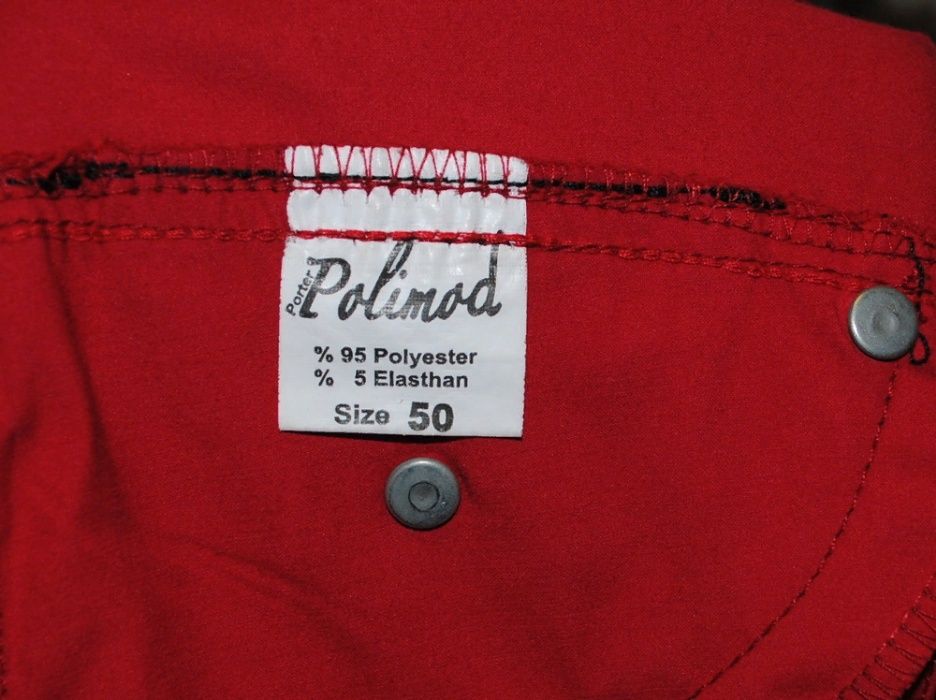 Porter Polimod
% 95 Polyester
% 5 Elasthan
Size 50